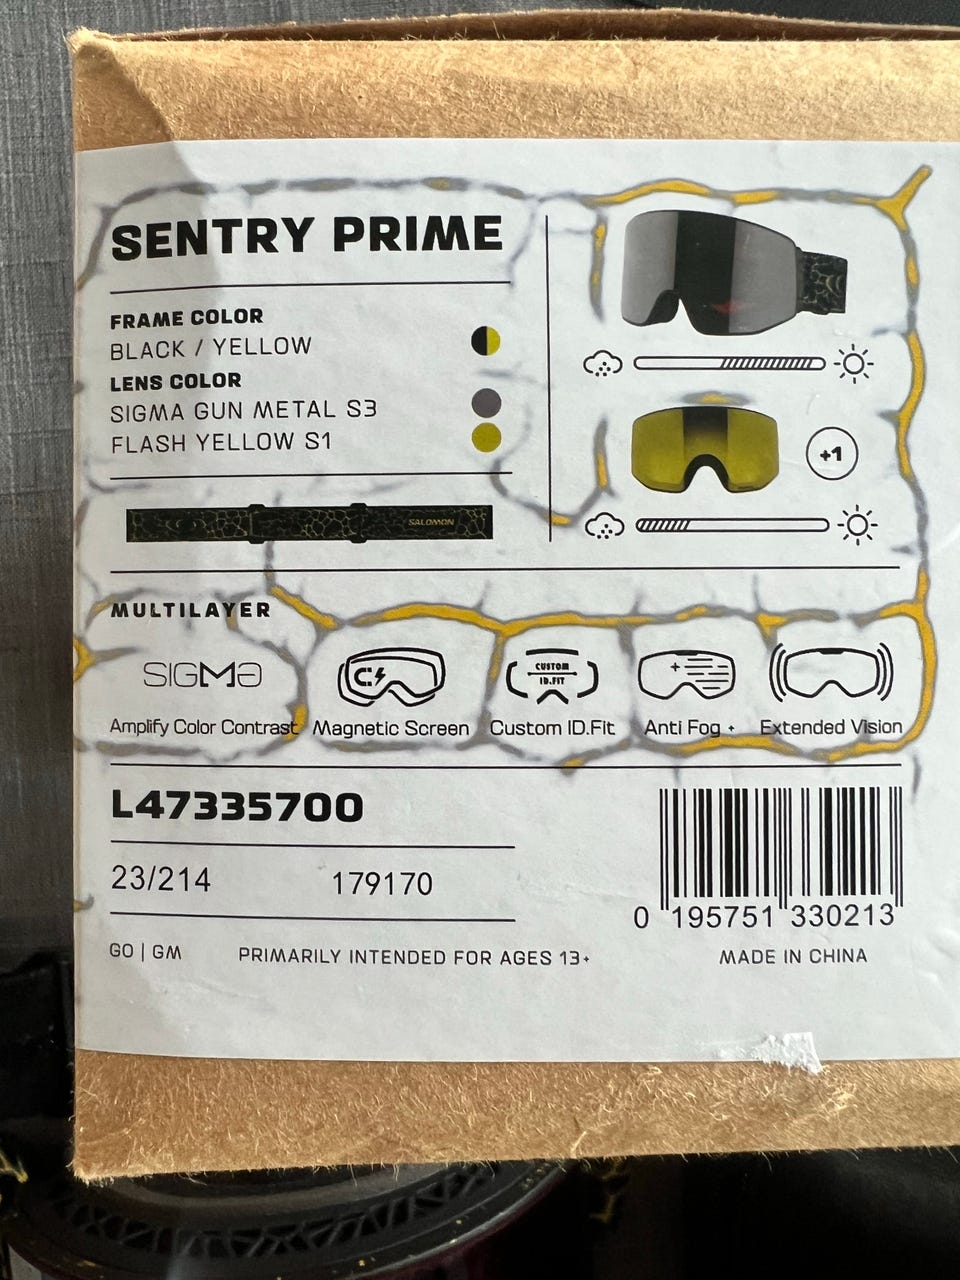 SENTRY PRIME
FRAME COLOR
BLACK / YELLOW
LENS COLOR
SIGMA GUN METAL S3
FLASH YELLOW S1
+1
SALOMON
MULTILAYER
SIGMA
CUSTOM
ID.FIT
Amplify Color Contrast
Magnetic Screen
Custom ID.Fit
Anti Fog +
Extended Vision
L47335700
23/214 179170
0 195751 330213
GO | GM
PRIMARILY INTENDED FOR AGES 13+
MADE IN CHINA